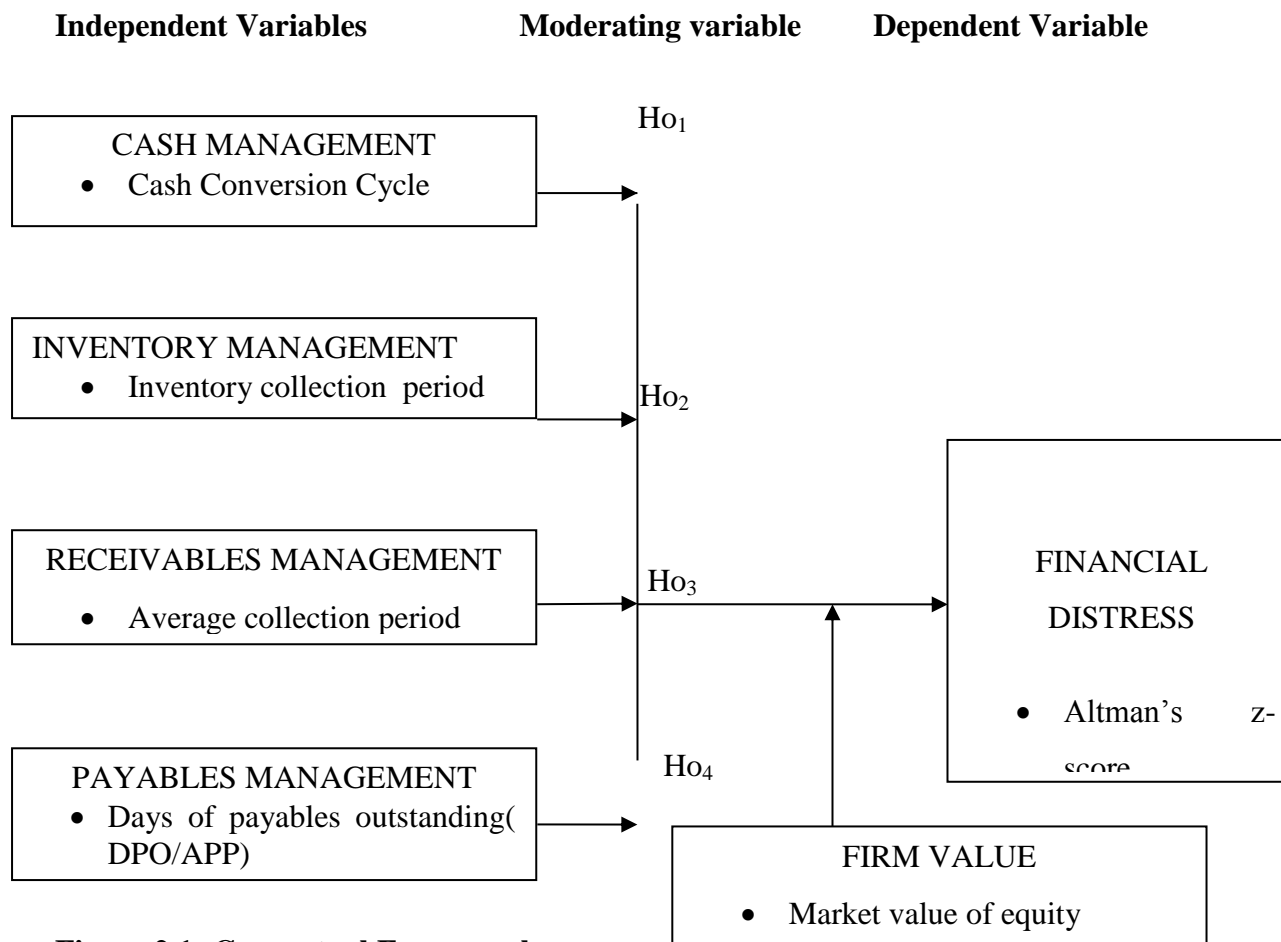 Independent Variables Moderating variable Dependent Variable
Ho1
CASH MANAGEMENT
• Cash Conversion Cycle
INVENTORY MANAGEMENT
• Inventory collection period
Ho2
RECEIVABLES MANAGEMENT
• Average collection period
Ho3
FINANCIAL
DISTRESS
• Altman's z-
score
PAYABLES MANAGEMENT
• Days of payables outstanding(
DPO/APP)
Ho4
FIRM VALUE
• Market value of equity